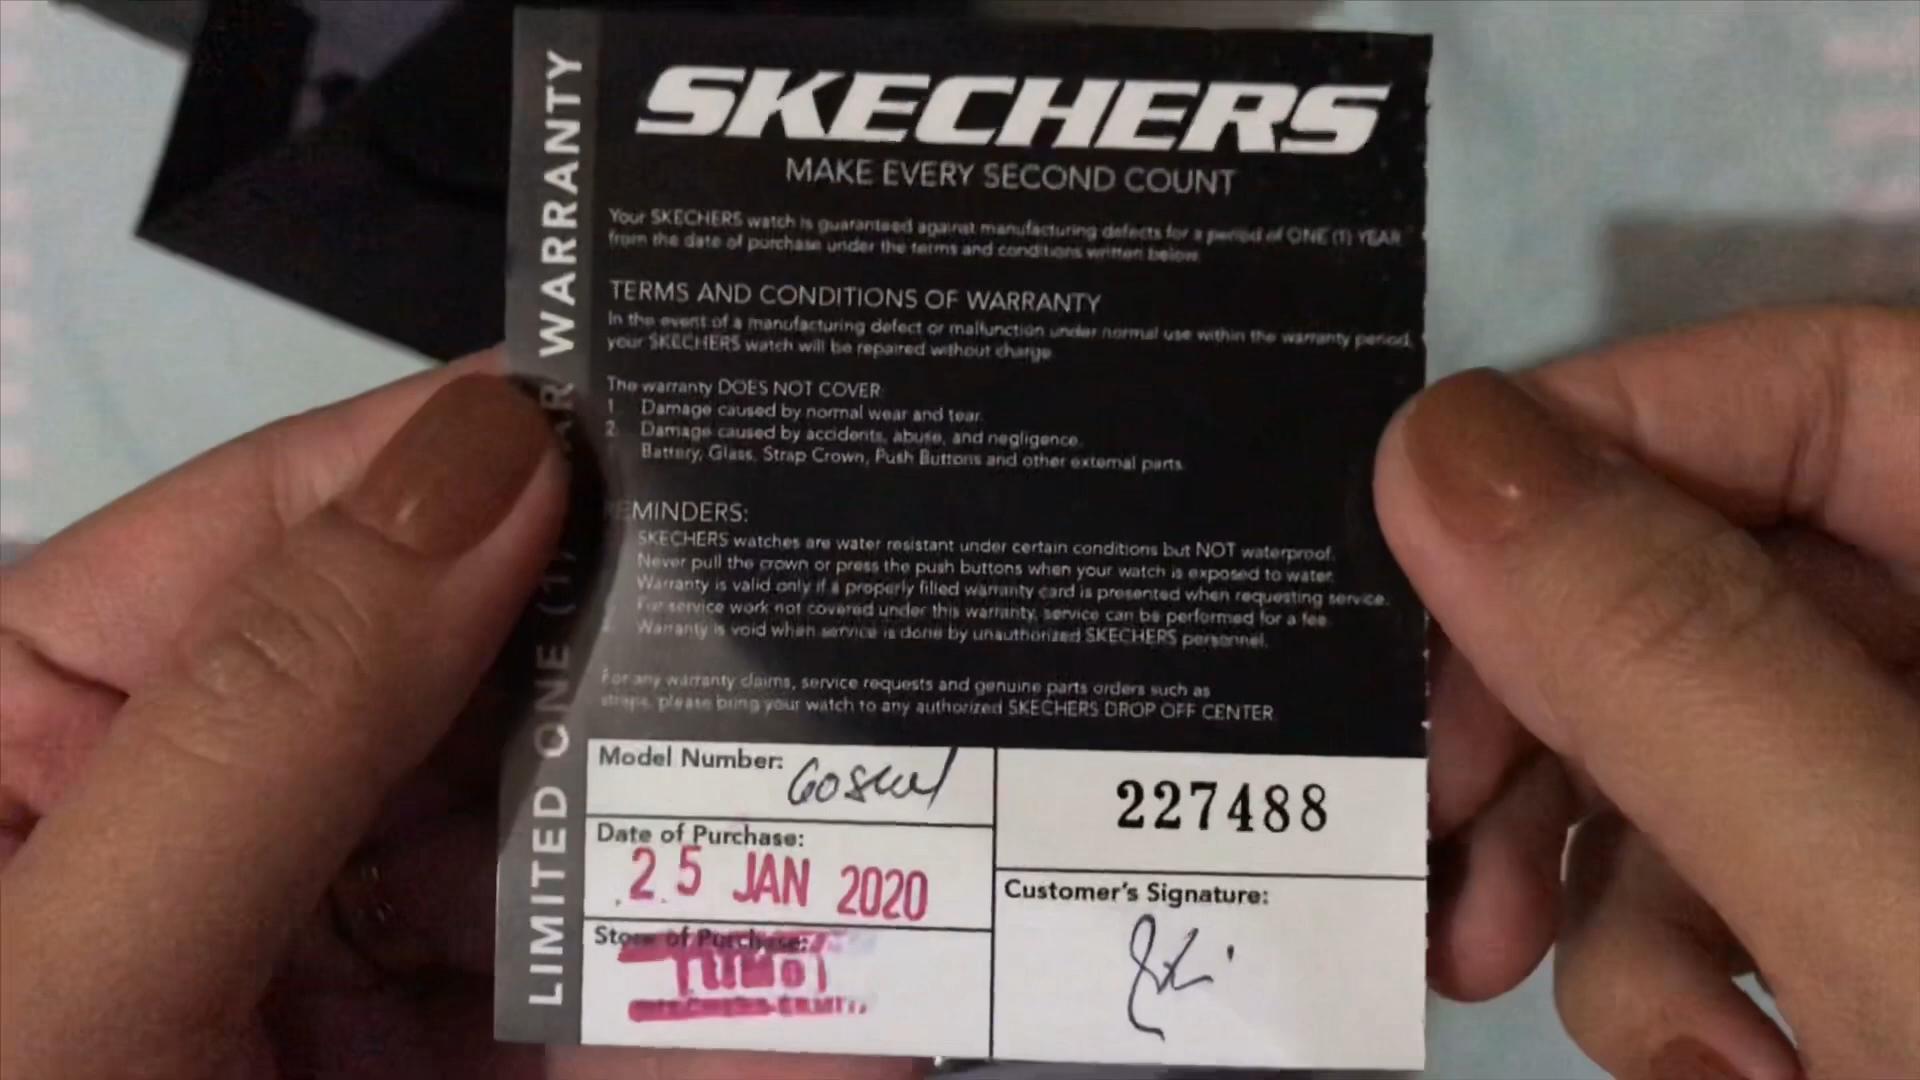 SKECHERS
MAKE EVERY SECOND COUNT
Your SKECHERS watch is guaranteed against manufacturing defects for a period of ONE (1) YEAR
from the date of purchase under the terms and conditions written below
TERMS AND CONDITIONS OF WARRANTY
In the event of a manufacturing defect or malfunction under normal use within the warranty period,
your SKECHERS watch will be repaired without charge
The warranty DOES NOT COVER:
1. Damage caused by normal wear and tear.
2. Damage caused by accidents, abuse, and negligence.
Battery, Glass, Strap Crown, Push Buttons and other external parts
REMINDERS:
SKECHERS watches are water resistant under certain conditions but NOT waterproof.
Never pull the crown or press the push buttons when your watch is exposed to water.
Warranty is valid only if a properly filled warranty card is presented when requesting service.
For service work not covered under this warranty, service can be performed for a fee
Warranty is void when service is done by unauthorized SKECHERS personnel.
For any warranty claims, service requests and genuine parts orders such as
straps, please bring your watch to any authorized SKECHERS DROP OFF CENTER
Model Number:
227488
Date of Purchase:
25 JAN 2020
Store of Purchase:
Customer's Signature:
LIMITED ONE (1) WARRANTY